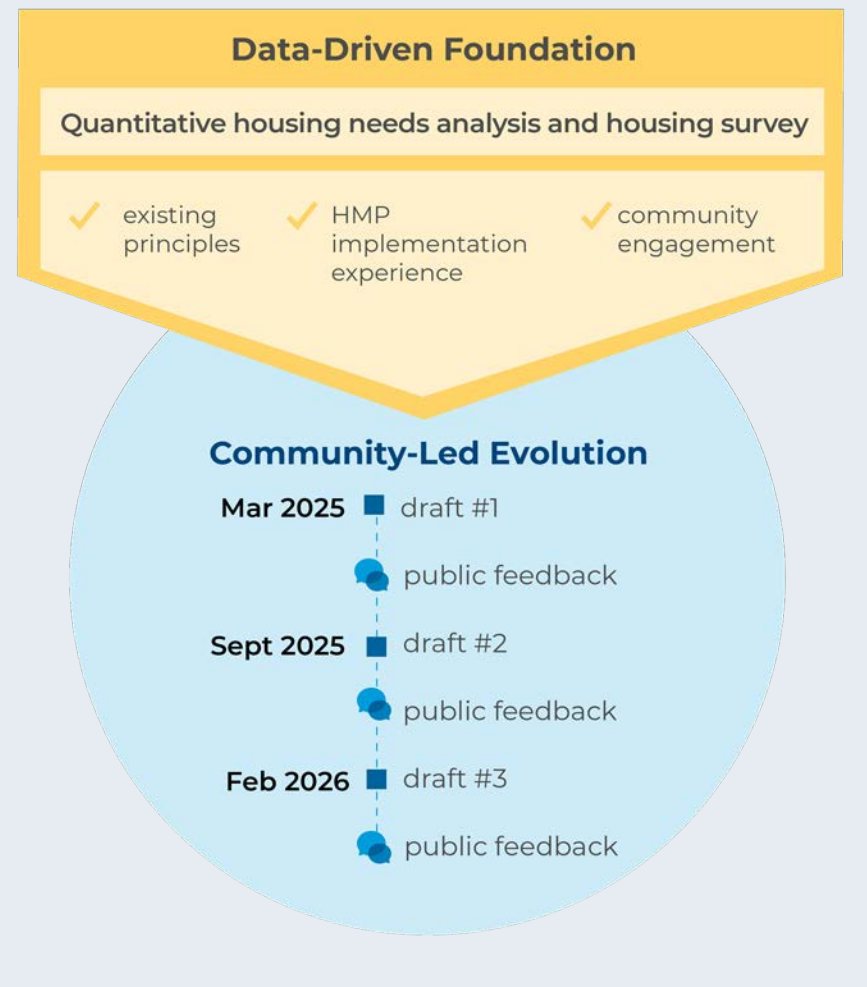 Data-Driven Foundation
Quantitative housing needs analysis and housing survey
existing
principles
HMP
implementation
experience
community
engagement
Community-Led Evolution
Mar 2025 draft #1
public feedback
Sept 2025 draft #2
public feedback
Feb 2026 draft #3
public feedback